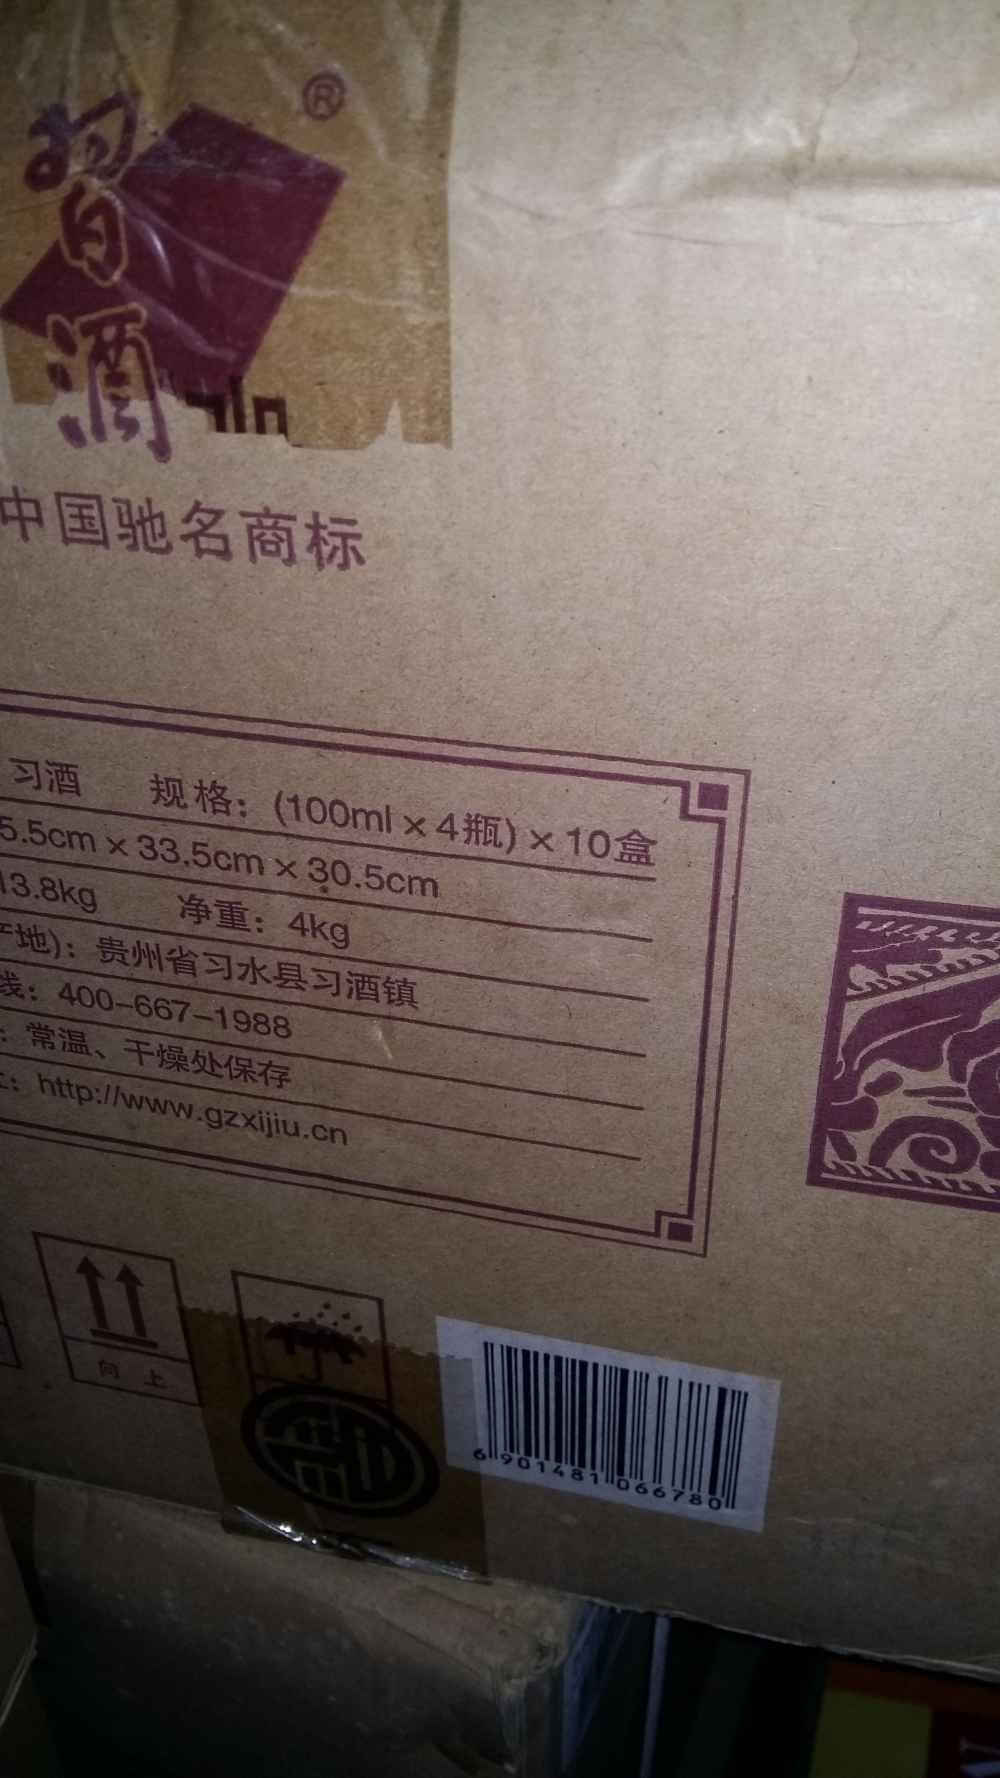 習酒®
中国驰名商标
习酒 规格：(100ml×4瓶)×10盒
5.5cm×33.5cm×30.5cm
13.8kg 净重：4kg
产地)：贵州省习水县习酒镇
线：400-667-1988
：常温、干燥处保存
：http://www.gzxijiu.cn
向上
6901481066780